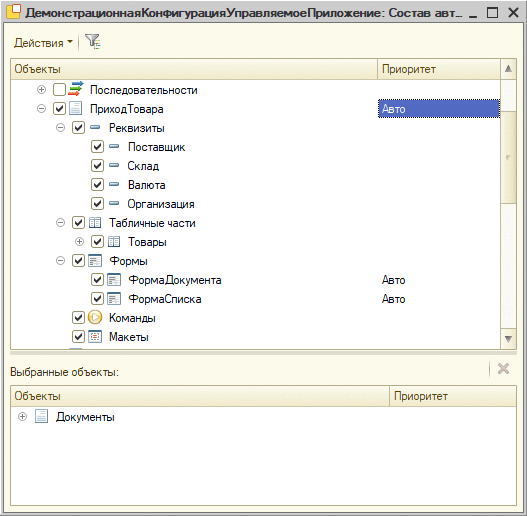 ДемонстрационнаяКонфигурацияУправляемоеПриложение: Состав авт...
Действия
Объекты Приоритет
Последовательности
ПриходТовара Авто
Реквизиты
Поставщик
Склад
Валюта
Организация
Табличные части
Товары
Формы
ФормаДокумента Авто
ФормаСписка Авто
Команды
Макеты
Выбранные объекты:
Объекты Приоритет
Документы